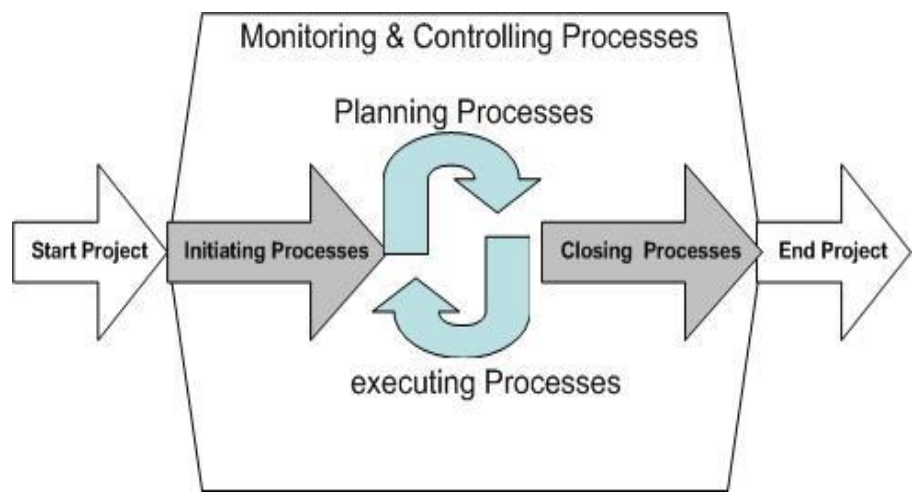 Monitoring & Controlling Processes
Planning Processes
Start Project
Initiating Processes
Closing Processes
End Project
executing Processes